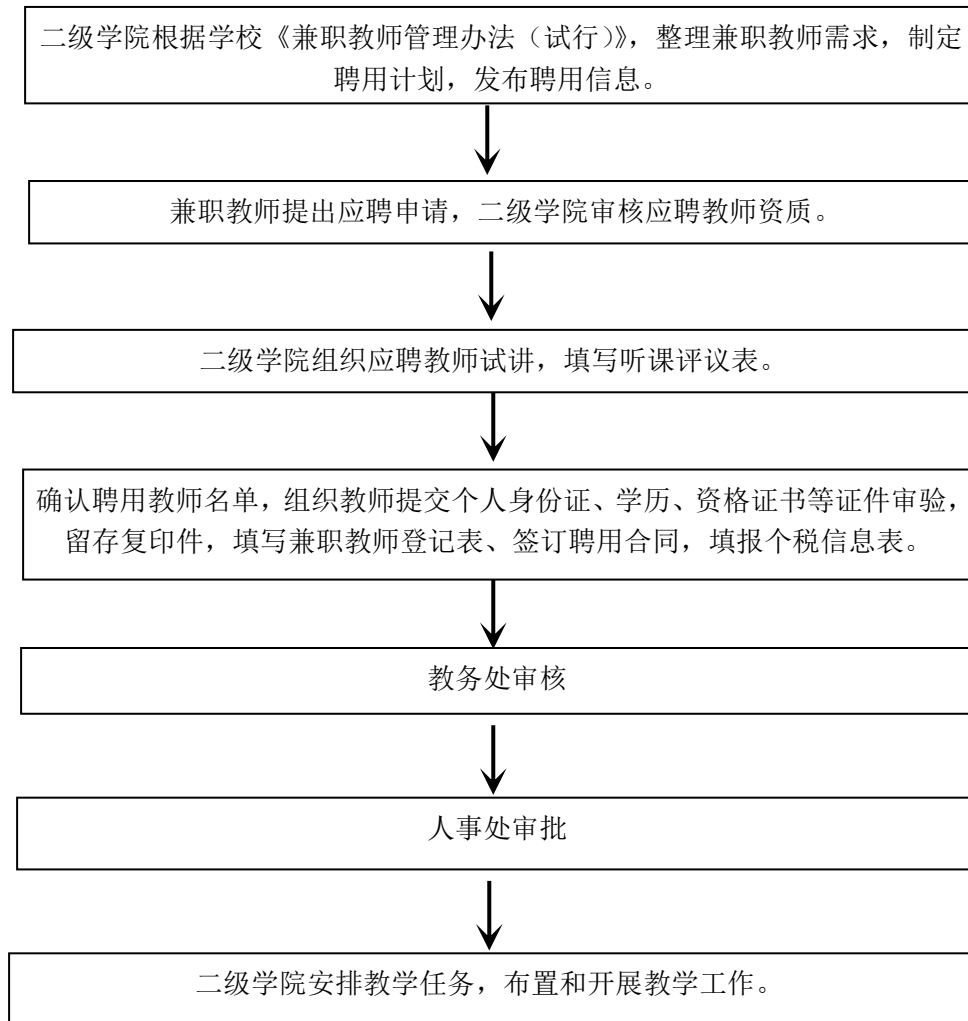 二级学院根据学校《兼职教师管理办法（试行）》，整理兼职教师需求，制定
聘用计划，发布聘用信息。
兼职教师提出应聘申请，二级学院审核应聘教师资质。
二级学院组织应聘教师试讲，填写听课评议表。
确认聘用教师名单，组织教师提交个人身份证、学历、资格证书等证件审验，
留存复印件，填写兼职教师登记表、签订聘用合同，填报个税信息表。
教务处审核
人事处审批
二级学院安排教学任务，布置和开展教学工作。